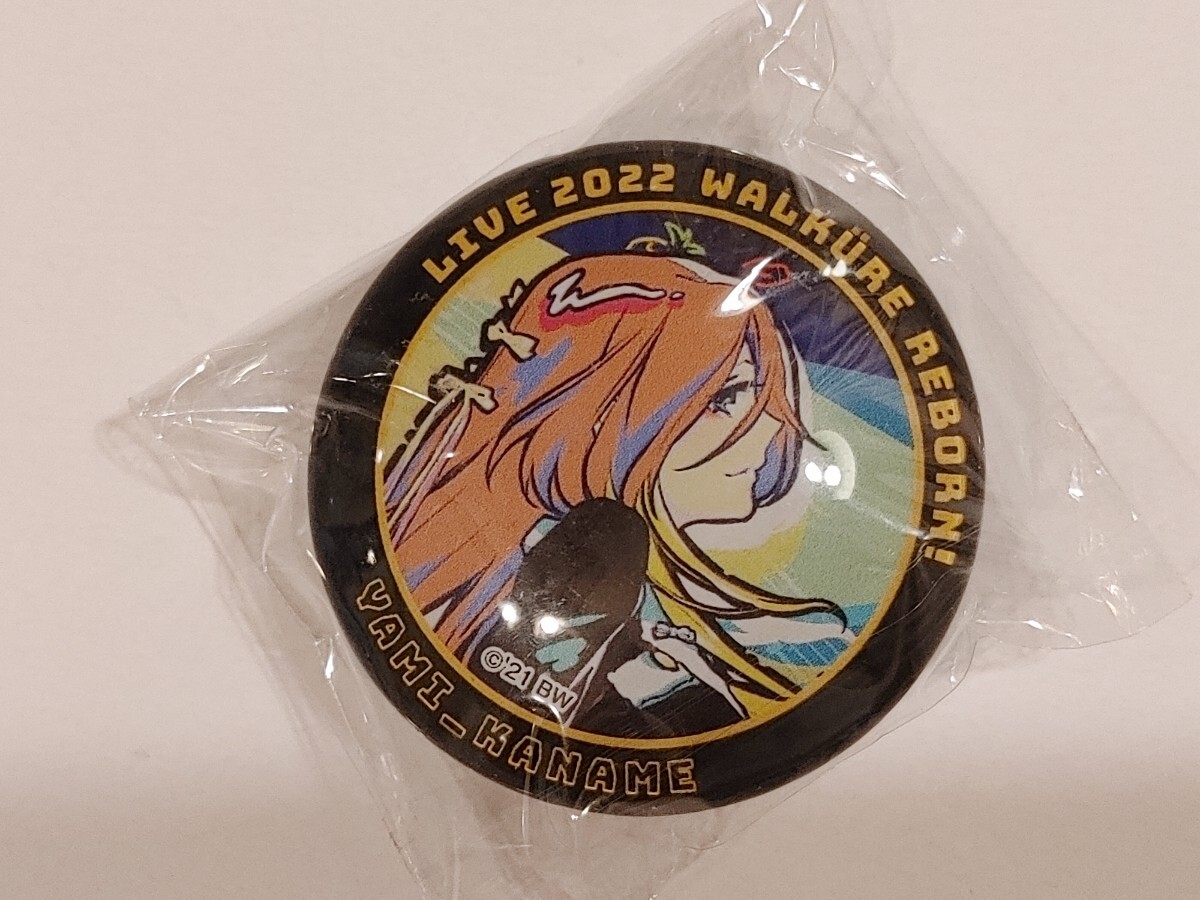 LIVE 2022 WALKÜRE REBORN!
©'21 BW
YAMI_KANAME